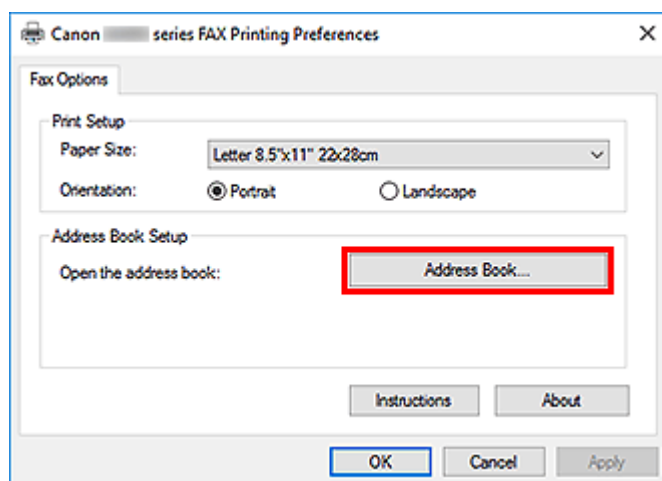 Canon series FAX Printing Preferences
Fax Options
Print Setup
Paper Size: Letter 8.5"x11" 22x28cm
Orientation: Portrait Landscape
Address Book Setup
Open the address book: Address Book...
Instructions About
OK Cancel Apply